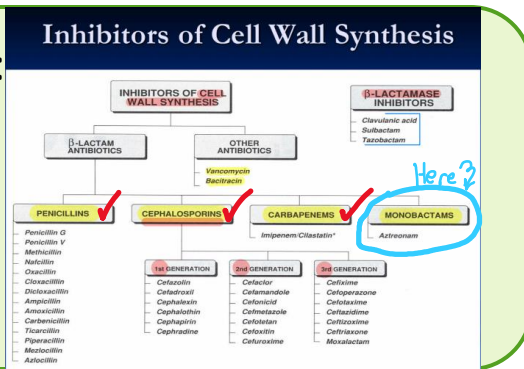 Inhibitors of Cell Wall Synthesis
INHIBITORS OF CELL
WALL SYNTHESIS
β-LACTAMASE
INHIBITORS
Clavulanic acid
Sulbactam
Tazobactam
β-LACTAM
ANTIBIOTICS
OTHER
ANTIBIOTICS
Vancomycin
Bacitracin
Here ?
PENICILLINS
CEPHALOSPORINS
CARBAPENEMS
MONOBACTAMS
Penicillin G
Penicillin V
Methicillin
Nafcillin
Oxacillin
Cloxacillin
Dicloxacillin
Ampicillin
Amoxicillin
Carbenicillin
Ticarcillin
Piperacillin
Mezlocillin
Azlocillin
Imipenem/Cilastatin*
Aztreonam
1st GENERATION
Cefazolin
Cefadroxil
Cephalexin
Cephalothin
Cephapirin
Cephradine
2nd GENERATION
Cefaclor
Cefamandole
Cefonicid
Cefmetazole
Cefotetan
Cefoxitin
Cefuroxime
3rd GENERATION
Cefixime
Cefoperazone
Cefotaxime
Ceftazidime
Ceftizoxime
Ceftriaxone
Moxalactam